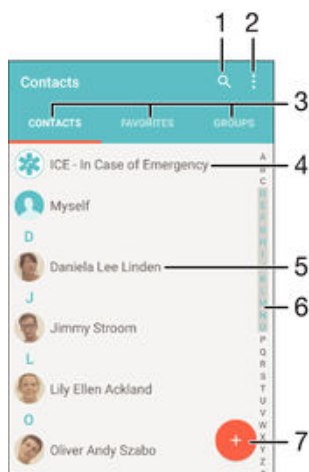 1 2
Contacts
3
CONTACTS FAVORITES GROUPS
ICE - In Case of Emergency
4
Myself
D
Daniela Lee Linden
5
J
Jimmy Stroom
6
L
Lily Ellen Ackland
O
Oliver Andy Szabo
+
7
A
B
C
P
Q
R
S
T
U
V
W
X
Y
Z